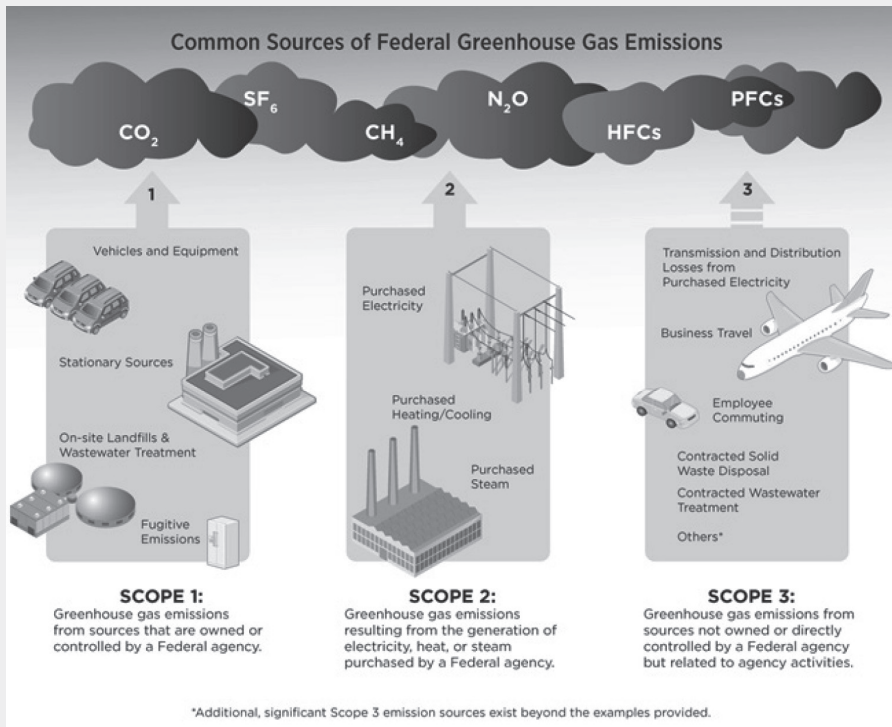 Common Sources of Federal Greenhouse Gas Emissions
CO2
SF6
CH4
N2O
HFCs
PFCs
1
Vehicles and Equipment
Stationary Sources
On-site Landfills &
Wastewater Treatment
Fugitive
Emissions
2
Purchased
Electricity
Purchased
Heating/Cooling
Purchased
Steam
3
Transmission and Distribution
Losses from
Purchased Electricity
Business Travel
Employee
Commuting
Contracted Solid
Waste Disposal
Contracted Wastewater
Treatment
Others*
SCOPE 1:
Greenhouse gas emissions
from sources that are owned or
controlled by a Federal agency.
SCOPE 2:
Greenhouse gas emissions
resulting from the generation of
electricity, heat, or steam
purchased by a Federal agency.
SCOPE 3:
Greenhouse gas emissions from
sources not owned or directly
controlled by a Federal agency
but related to agency activities.
*Additional, significant Scope 3 emission sources exist beyond the examples provided.